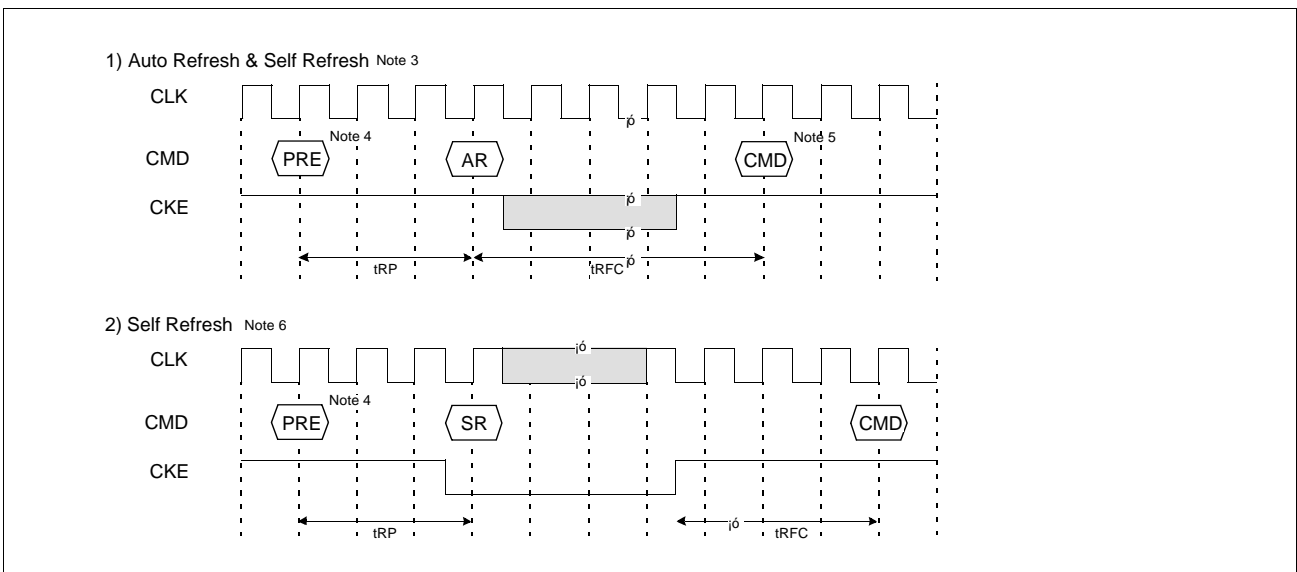 1) Auto Refresh & Self Refresh Note 3
CLK
¡ó
CMD
PRE
Note 4
AR
CMD
Note 5
CKE
¡ó
¡ó
tRP
tRFC
¡ó
2) Self Refresh Note 6
CLK
¡ó
¡ó
CMD
PRE
Note 4
SR
CMD
CKE
tRP
¡ó
tRFC